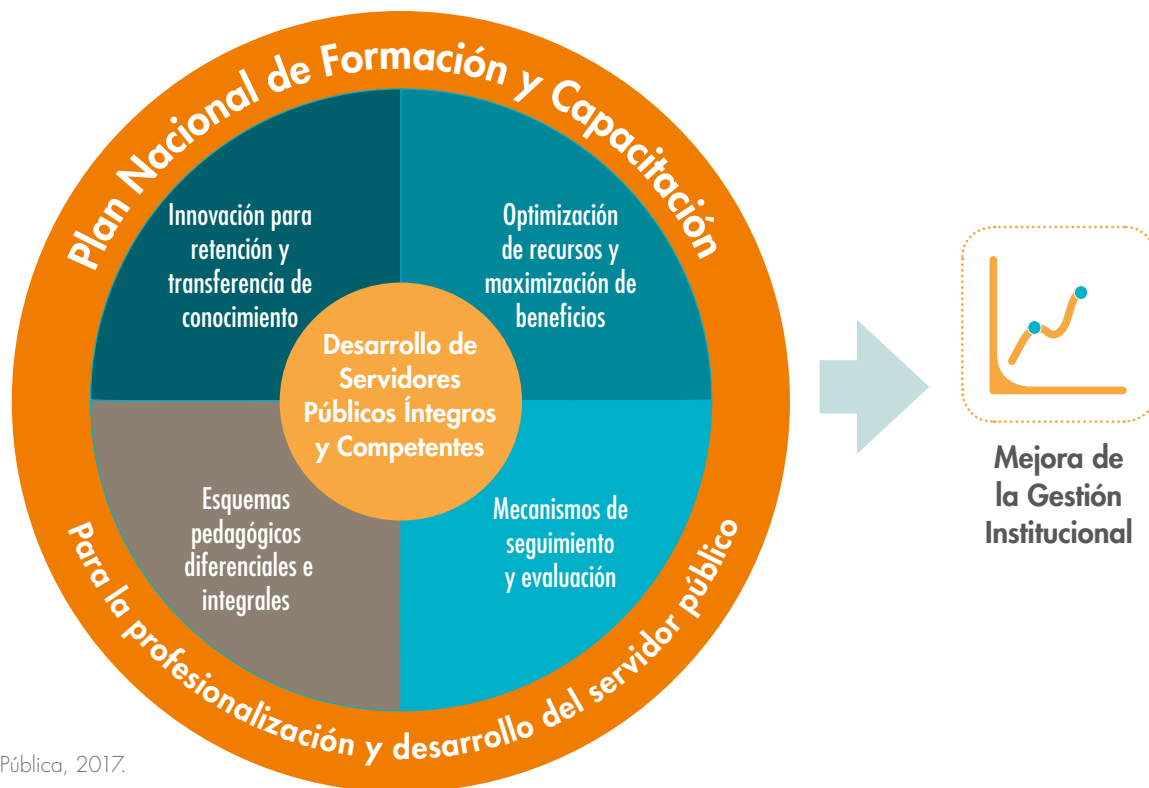 Plan Nacional de Formación y Capacitación
Innovación para
retención y
transferencia de
conocimiento
Optimización
de recursos y
maximización de
beneficios
Desarrollo de
Servidores
Públicos Íntegros
y Competentes
Esquemas
pedagógicos
diferenciales e
integrales
Mecanismos de
seguimiento
y evaluación
Para la profesionalización y desarrollo del servidor público
Mejora de
la Gestión
Institucional
Pública, 2017.